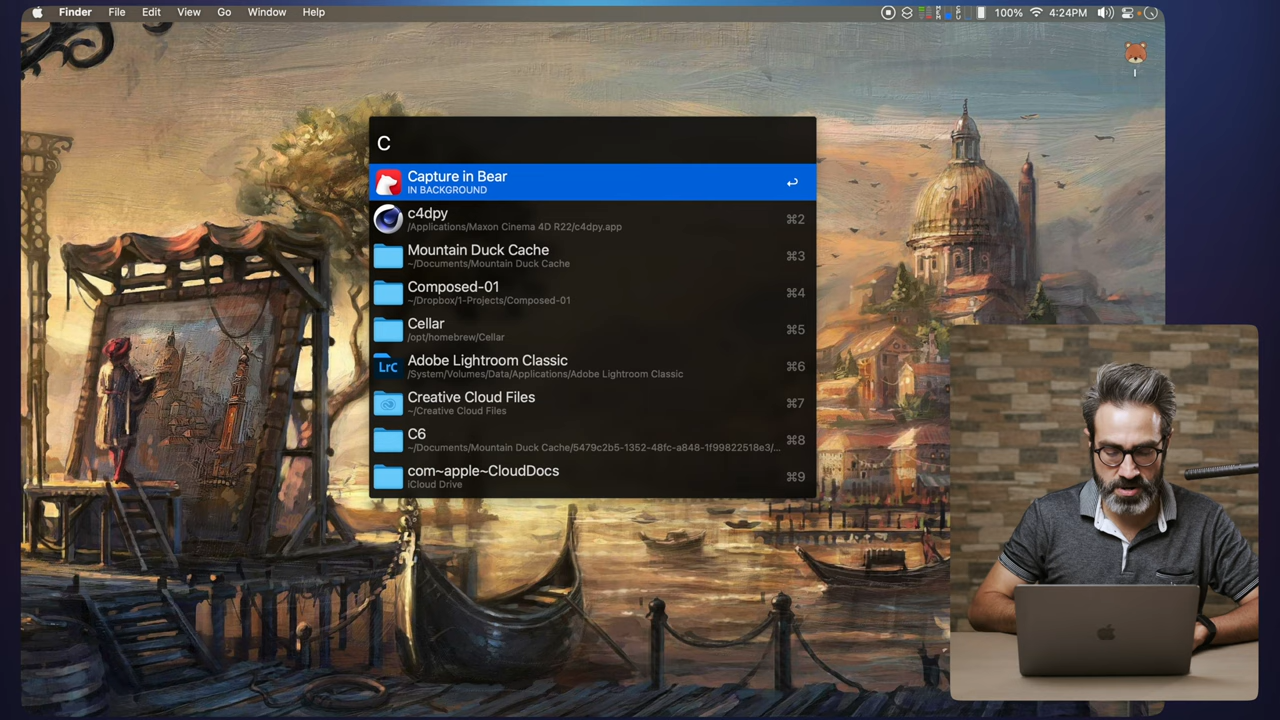 Finder File Edit View Go Window Help
100% 4:24PM
I
C
Capture in Bear
IN BACKGROUND
c4dpy
/Applications/Maxon Cinema 4D R22/c4dpy.app
⌘2
Mountain Duck Cache
~/Documents/Mountain Duck Cache
⌘3
Composed-01
~/Dropbox/1-Projects/Composed-01
⌘4
Cellar
/opt/homebrew/Cellar
⌘5
Lrc
Adobe Lightroom Classic
/System/Volumes/Data/Applications/Adobe Lightroom Classic
⌘6
Creative Cloud Files
~/Creative Cloud Files
⌘7
C6
~/Documents/Mountain Duck Cache/5479c2b5-1352-48fc-a848-1f99822518e3/...
⌘8
com~apple~CloudDocs
iCloud Drive
⌘9